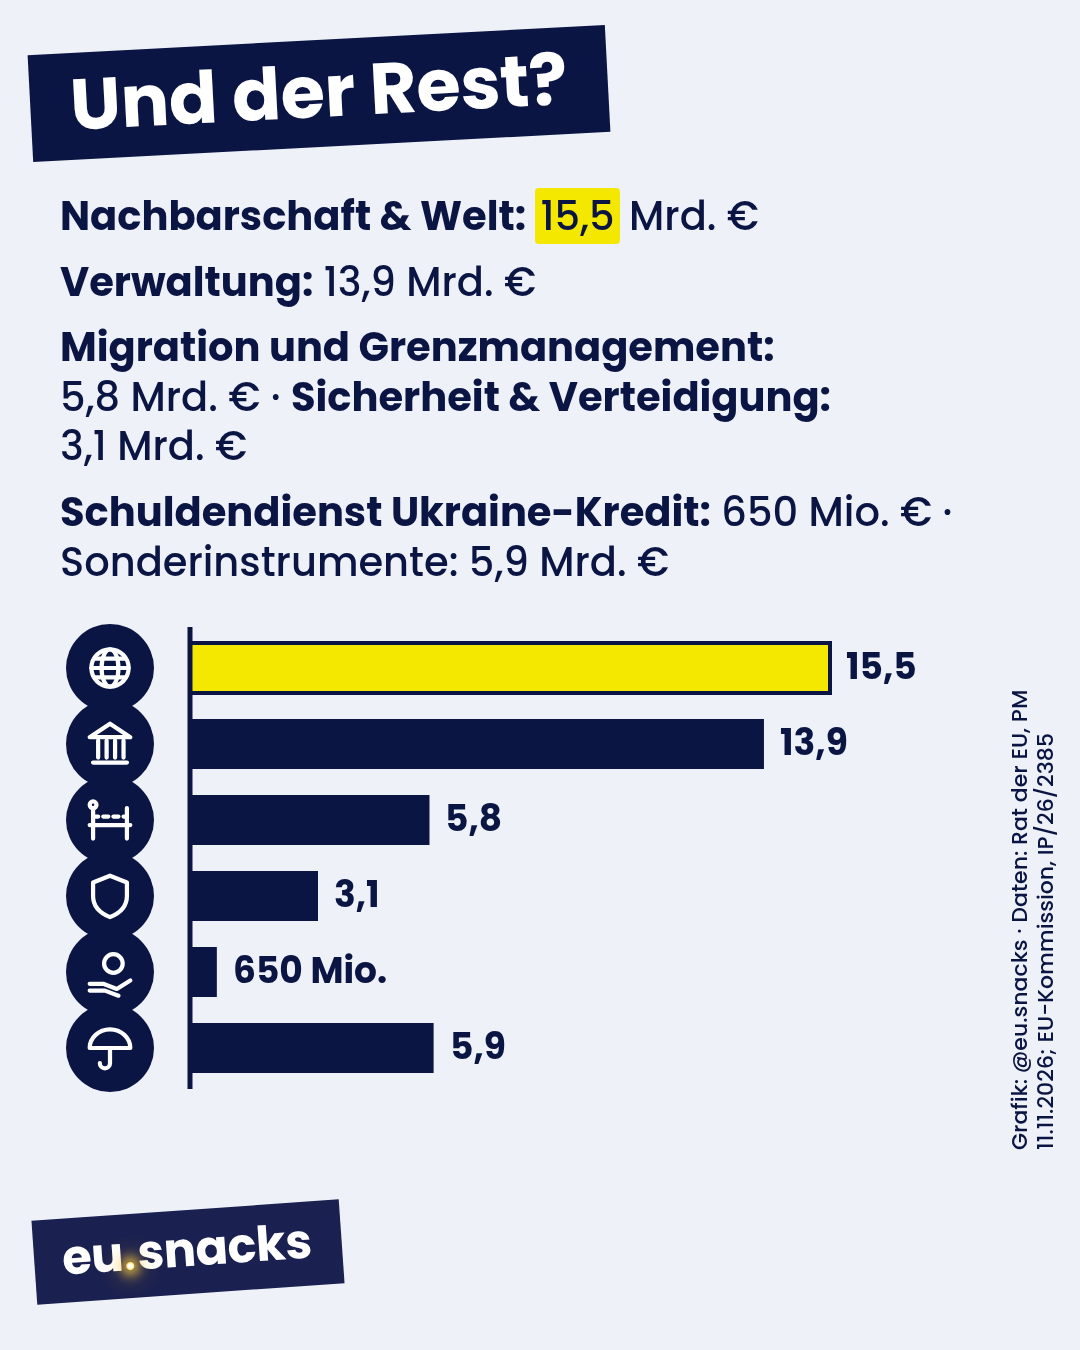 Und der Rest?
Nachbarschaft & Welt: 15,5 Mrd. €
Verwaltung: 13,9 Mrd. €
Migration und Grenzmanagement:
5,8 Mrd. € · Sicherheit & Verteidigung:
3,1 Mrd. €
Schuldendienst Ukraine-Kredit: 650 Mio. € ·
Sonderinstrumente: 5,9 Mrd. €
15,5
13,9
5,8
3,1
650 Mio.
5,9
Grafik: @eu.snacks · Daten: Rat der EU, PM
11.11.2026; EU-Kommission, IP/26/2385
eu.snacks